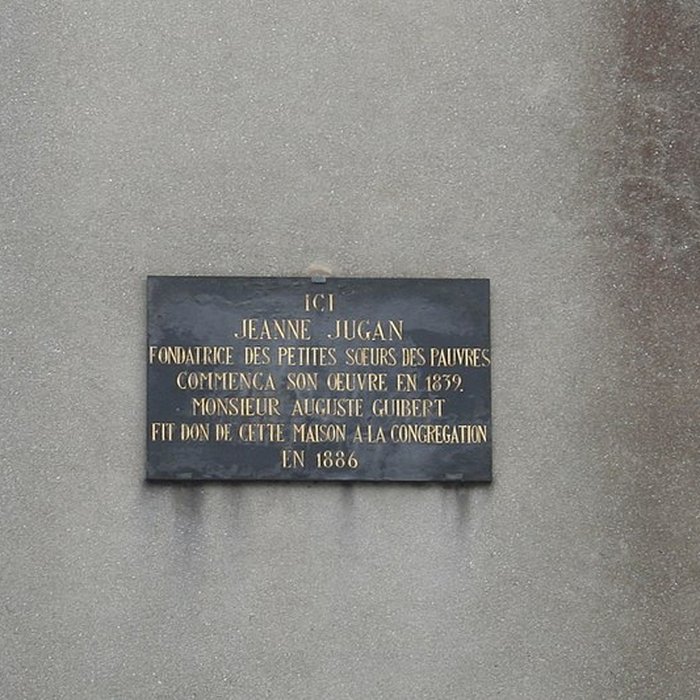 ICI
JEANNE JUGAN
FONDATRICE DES PETITES SŒURS DES PAUVRES
COMMENCA SON OEUVRE EN 1839.
MONSIEUR AUGUSTE GUIBERT
FIT DON DE CETTE MAISON A LA CONGREGATION
EN 1886